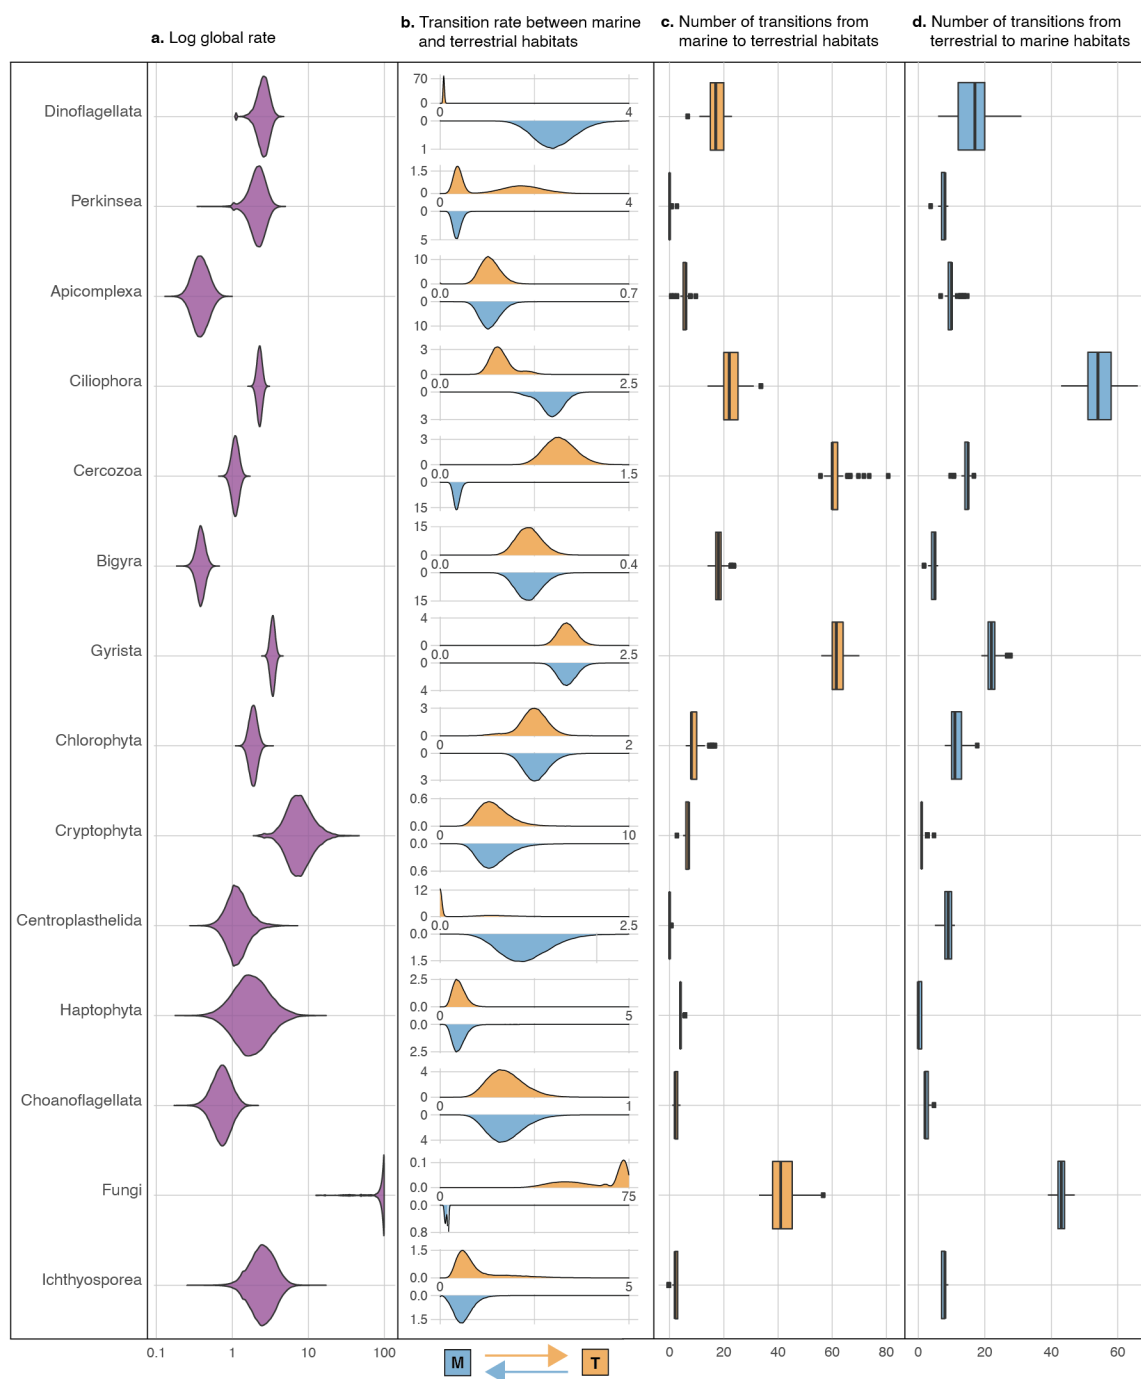 a. Log global rate
b. Transition rate between marine
and terrestrial habitats
c. Number of transitions from
marine to terrestrial habitats
d. Number of transitions from
terrestrial to marine habitats
Dinoflagellata
70
0
0 4
0
1
Perkinsea
1.5
0
0 4
0
5
Apicomplexa
10
0
0.0 0.7
0
10
Ciliophora
3
0
0.0 2.5
0
3
Cercozoa
3
0
0.0 1.5
0
15
Bigyra
15
0
0.0 0.4
0
15
Gyrista
4
0
0.0 2.5
0
4
Chlorophyta
3
0
0 2
0
3
Cryptophyta
0.6
0.0
0 10
0.0
0.6
Centroplasthelida
12
0
0.0 2.5
0.0
1.5
Haptophyta
2.5
0.0
0 5
0.0
2.5
Choanoflagellata
4
0
0 1
0
4
Fungi
0.1
0.0
0 75
0.0
0.8
Ichthyosporea
1.5
0.0
0 5
0.0
1.5
0.1 1 10 100
M T
0 20 40 60 80
0 20 40 60